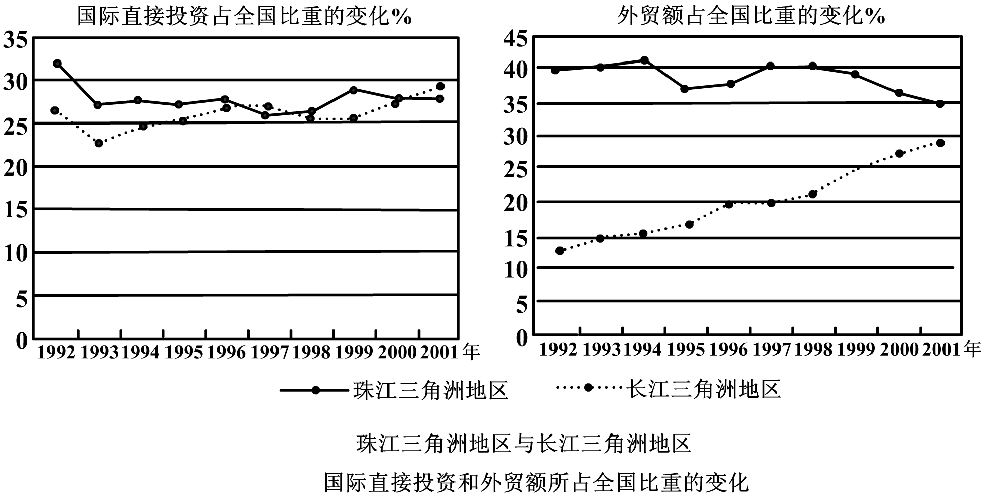 国际直接投资占全国比重的变化%
35
30
25
20
15
10
5
0
1992 1993 1994 1995 1996 1997 1998 1999 2000 2001 年
外贸额占全国比重的变化%
45
40
35
30
25
20
15
10
5
0
1992 1993 1994 1995 1996 1997 1998 1999 2000 2001 年
珠江三角洲地区 长江三角洲地区
珠江三角洲地区与长江三角洲地区
国际直接投资和外贸额所占全国比重的变化